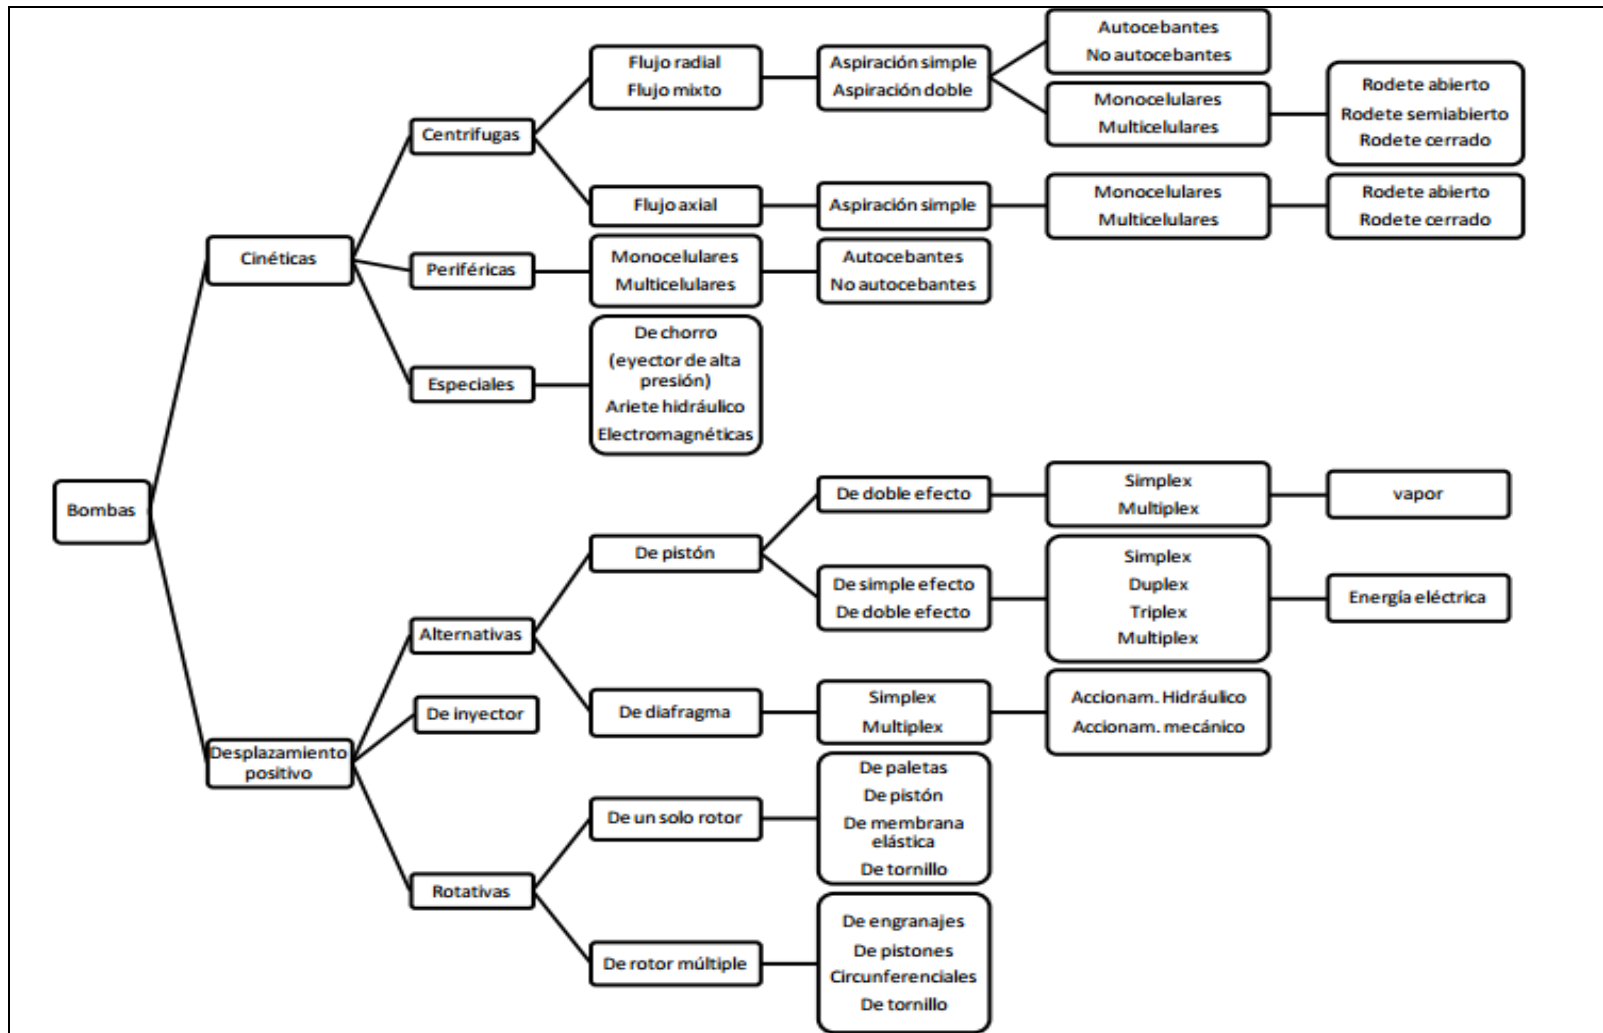 Bombas
Cinéticas
Centrifugas
Flujo radial
Flujo mixto
Aspiración simple
Aspiración doble
Autocebantes
No autocebantes
Monocelulares
Multicelulares
Rodete abierto
Rodete semiabierto
Rodete cerrado
Flujo axial
Aspiración simple
Monocelulares
Multicelulares
Rodete abierto
Rodete cerrado
Periféricas
Monocelulares
Multicelulares
Autocebantes
No autocebantes
Especiales
De chorro
(eyector de alta
presión)
Ariete hidráulico
Electromagnéticas
Desplazamiento
positivo
Alternativas
De pistón
De doble efecto
Simplex
Multiplex
vapor
De simple efecto
De doble efecto
Simplex
Duplex
Triplex
Multiplex
Energía eléctrica
De diafragma
Simplex
Multiplex
Accionam. Hidráulico
Accionam. mecánico
De inyector
Rotativas
De un solo rotor
De paletas
De pistón
De membrana
elástica
De tornillo
De rotor múltiple
De engranajes
De pistones
Circunferenciales
De tornillo